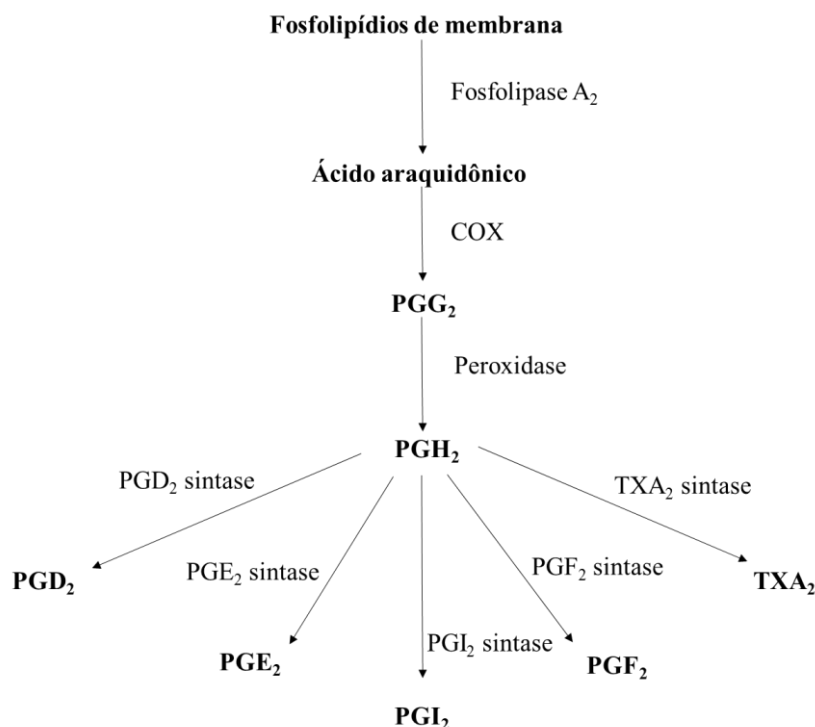 Fosfolipídios de membrana
Fosfolipase A₂
Ácido araquidônico
COX
PGG₂
Peroxidase
PGH₂
PGD₂ sintase
TXA₂ sintase
PGE₂ sintase
PGF₂ sintase
PGD₂
TXA₂
PGI₂ sintase
PGE₂
PGF₂
PGI₂